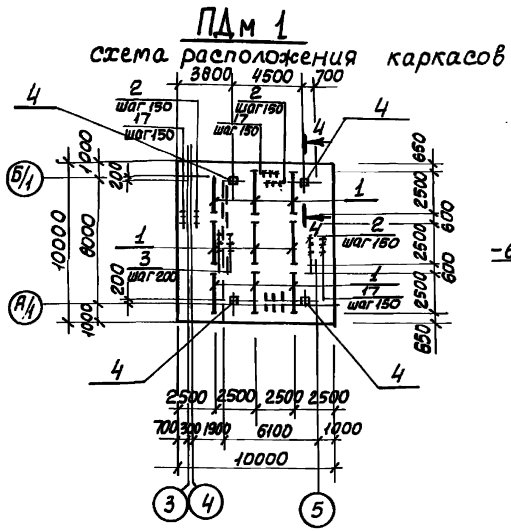 ПДм 1
схема расположения каркасов
3800 4500 700
4 2 шаг 150 17 шаг 150 2 шаг 150 17 шаг 150 4 4
Б/1 1000 200 650
10000 8000 1 2500
600
1 3 шаг 200 4 2 шаг 150 2500
600
200 1 17 шаг 150 2500
А/1 1000 650
4 4
2500 2500 2500 2500
700 300 1900 6100 1000
10000
3 4 5